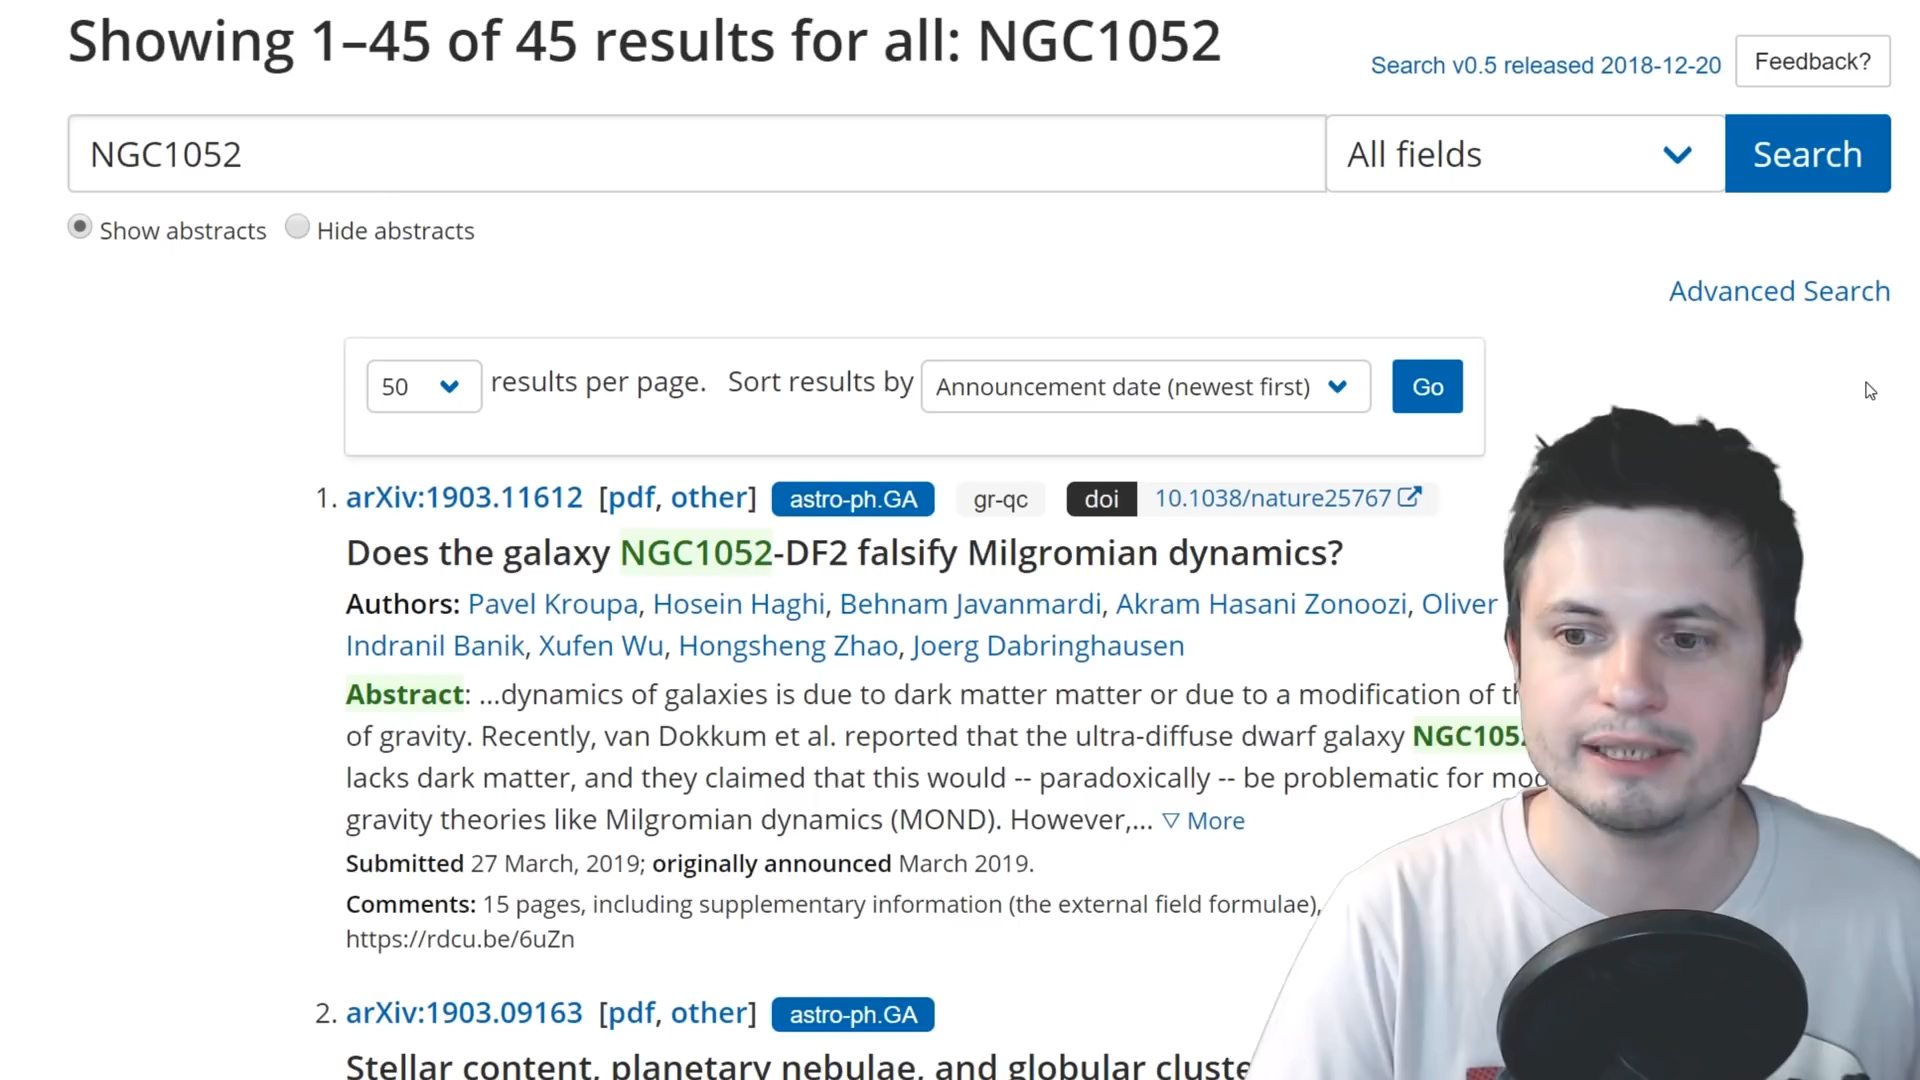 Showing 1–45 of 45 results for all: NGC1052
Search v0.5 released 2018-12-20
Feedback?
NGC1052
All fields
Search
Show abstracts
Hide abstracts
Advanced Search
50
results per page.
Sort results by
Announcement date (newest first)
Go
1. arXiv:1903.11612 [pdf, other] astro-ph.GA gr-qc doi 10.1038/nature25767
Does the galaxy NGC1052-DF2 falsify Milgromian dynamics?
Authors: Pavel Kroupa, Hosein Haghi, Behnam Javanmardi, Akram Hasani Zonoozi, Oliver
Indranil Banik, Xufen Wu, Hongsheng Zhao, Joerg Dabringhausen
Abstract: ...dynamics of galaxies is due to dark matter matter or due to a modification of
of gravity. Recently, van Dokkum et al. reported that the ultra-diffuse dwarf galaxy
lacks dark matter, and they claimed that this would -- paradoxically -- be problematic for
gravity theories like Milgromian dynamics (MOND). However,... ▽ More
Submitted 27 March, 2019; originally announced March 2019.
Comments: 15 pages, including supplementary information (the external field formulae),
https://rdcu.be/6uZn
2. arXiv:1903.09163 [pdf, other] astro-ph.GA
Stellar content, planetary nebulae, and globular